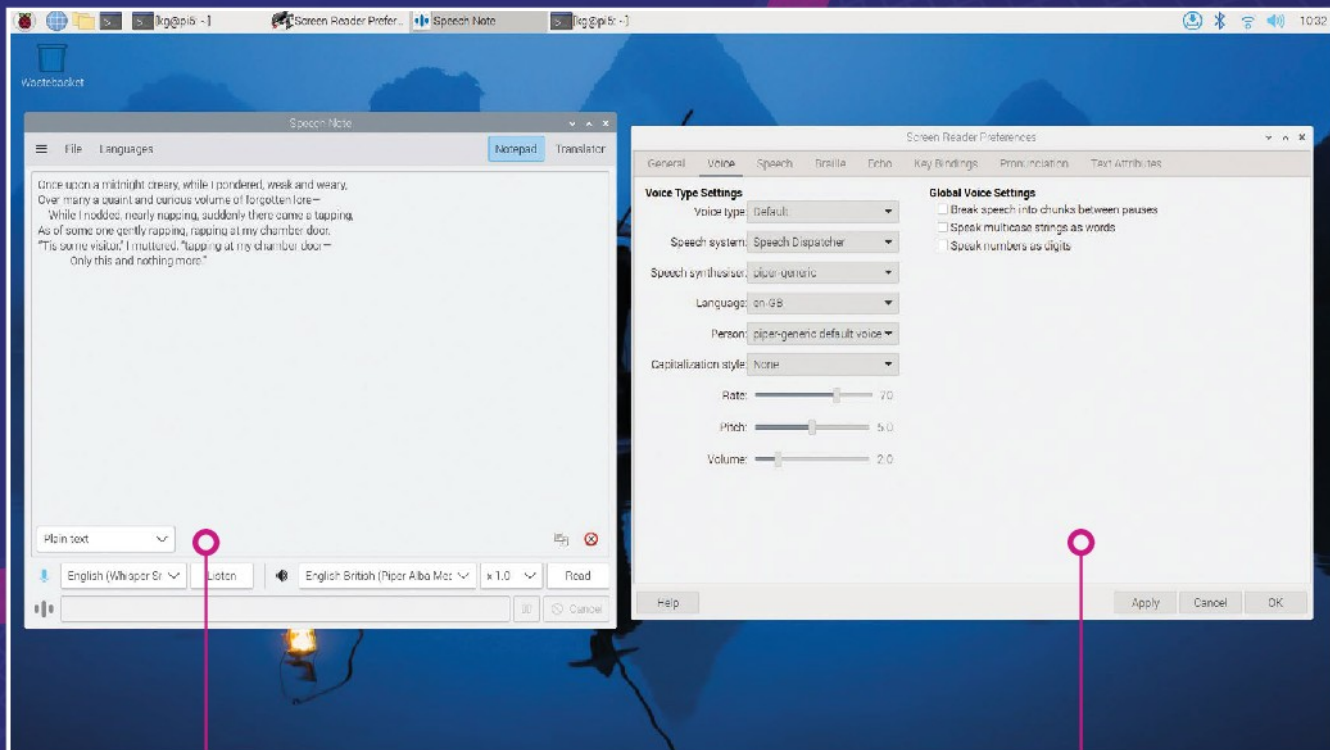 [kg@pi5: ~]
Screen Reader Prefer..
Speech Note
[kg@pi5: ~]
10:32
Wastebasket
Speech Note
File Languages
Notepad Translator
Once upon a midnight dreary, while I pondered, weak and weary,
Over many a quaint and curious volume of forgotten lore—
While I nodded, nearly napping, suddenly there came a tapping,
As of some one gently rapping, rapping at my chamber door.
“’Tis some visitor,” I muttered, “tapping at my chamber door—
Only this and nothing more.”
Plain text
English (Whisper Sr Listen English British (Piper Alba Mec x 1.0 Read
Cancel
Screen Reader Preferences
General Voice Speech Braille Echo Key Bindings Pronunciation Text Attributes
Voice Type Settings
Voice type: Default
Speech system: Speech Dispatcher
Speech synthesiser: piper-generic
Language: en-GB
Person: piper-generic default voice
Capitalization style: None
Rate: 70
Pitch: 5.0
Volume: 2.0
Global Voice Settings
Break speech into chunks between pauses
Speak multicase strings as words
Speak numbers as digits
Help Apply Cancel OK